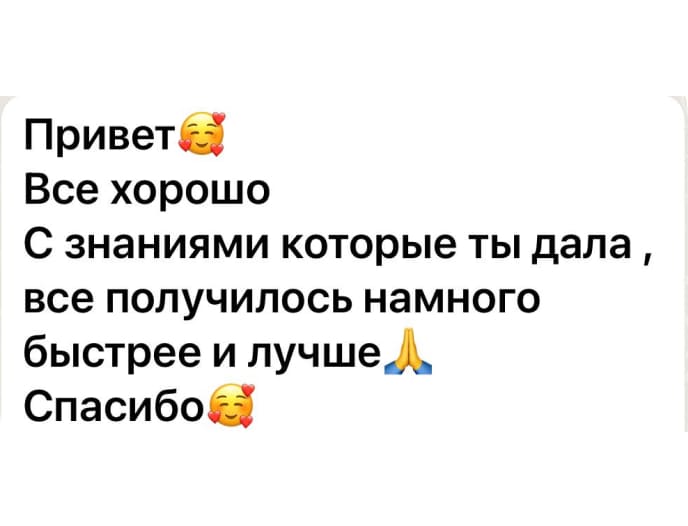 Привет🥰
Все хорошо
С знаниями которые ты дала ,
все получилось намного
быстрее и лучше🙏
Спасибо🥰